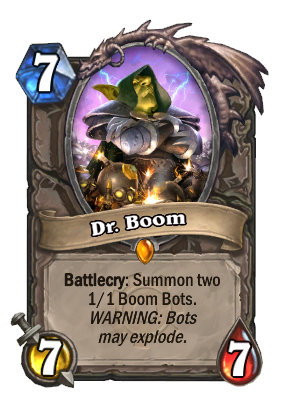 7
Dr. Boom
Battlecry: Summon two
1/1 Boom Bots.
WARNING: Bots
may explode.
7
7